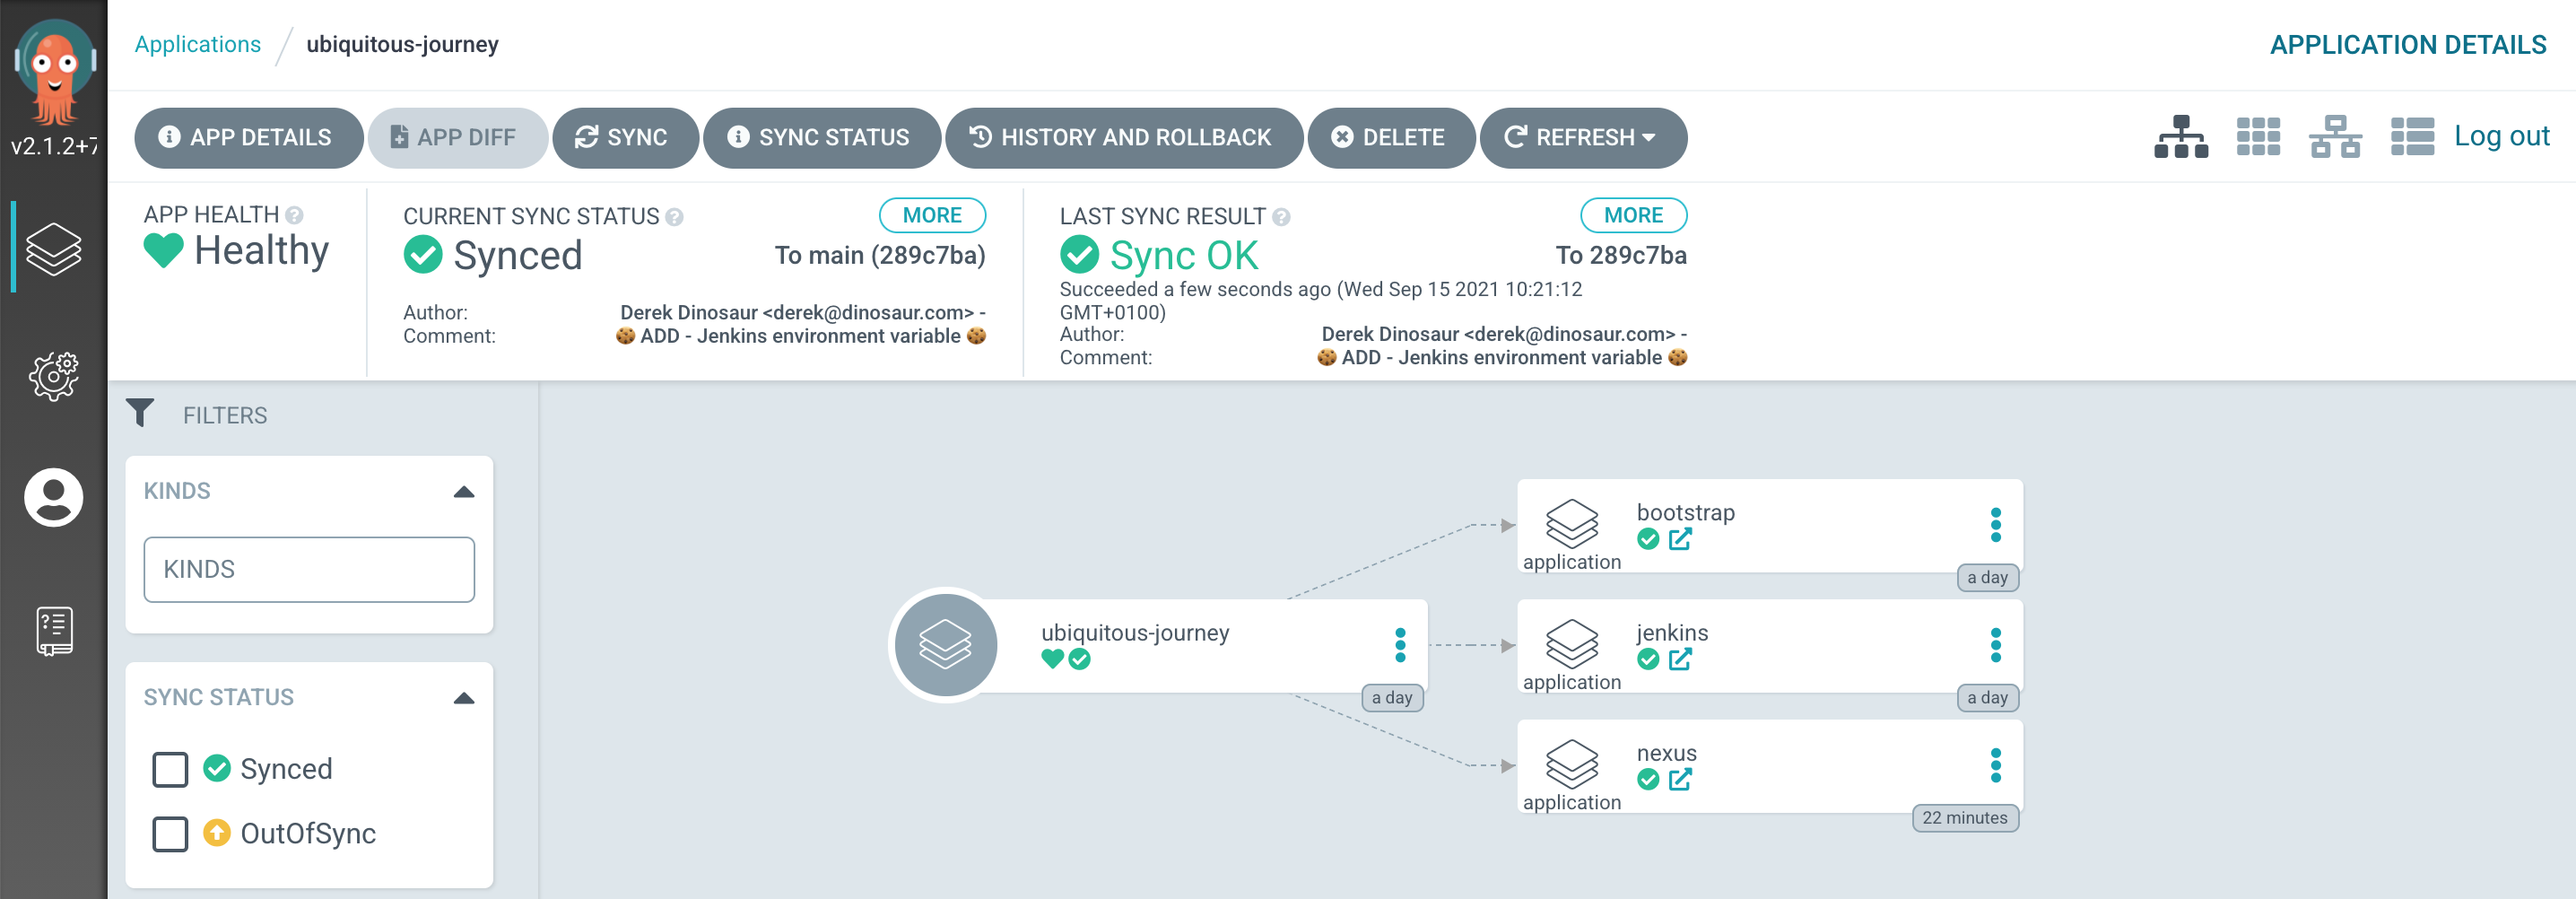 Applications / ubiquitous-journey
APPLICATION DETAILS
v2.1.2+7
APP DETAILS
APP DIFF
SYNC
SYNC STATUS
HISTORY AND ROLLBACK
DELETE
REFRESH
Log out
APP HEALTH
Healthy
CURRENT SYNC STATUS
MORE
Synced
To main (289c7ba)
Author:
Derek Dinosaur <derek@dinosaur.com> -
Comment:
🍪 ADD - Jenkins environment variable 🍪
LAST SYNC RESULT
MORE
Sync OK
To 289c7ba
Succeeded a few seconds ago (Wed Sep 15 2021 10:21:12
GMT+0100)
Author:
Derek Dinosaur <derek@dinosaur.com> -
Comment:
🍪 ADD - Jenkins environment variable 🍪
FILTERS
KINDS
KINDS
SYNC STATUS
Synced
OutOfSync
ubiquitous-journey
a day
bootstrap
application
a day
jenkins
application
a day
nexus
application
22 minutes